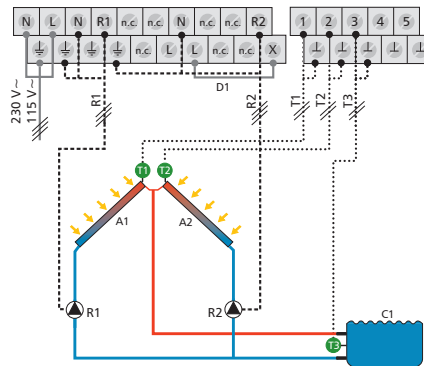 N L N R1 n.c. n.c. N n.c. R2
n.c. L L n.c. X
D1
1 2 3 4 5
230 V~
115 V~
R1
R2
T1
T2
T3
T1 T2
A1 A2
R1 R2
C1
T3